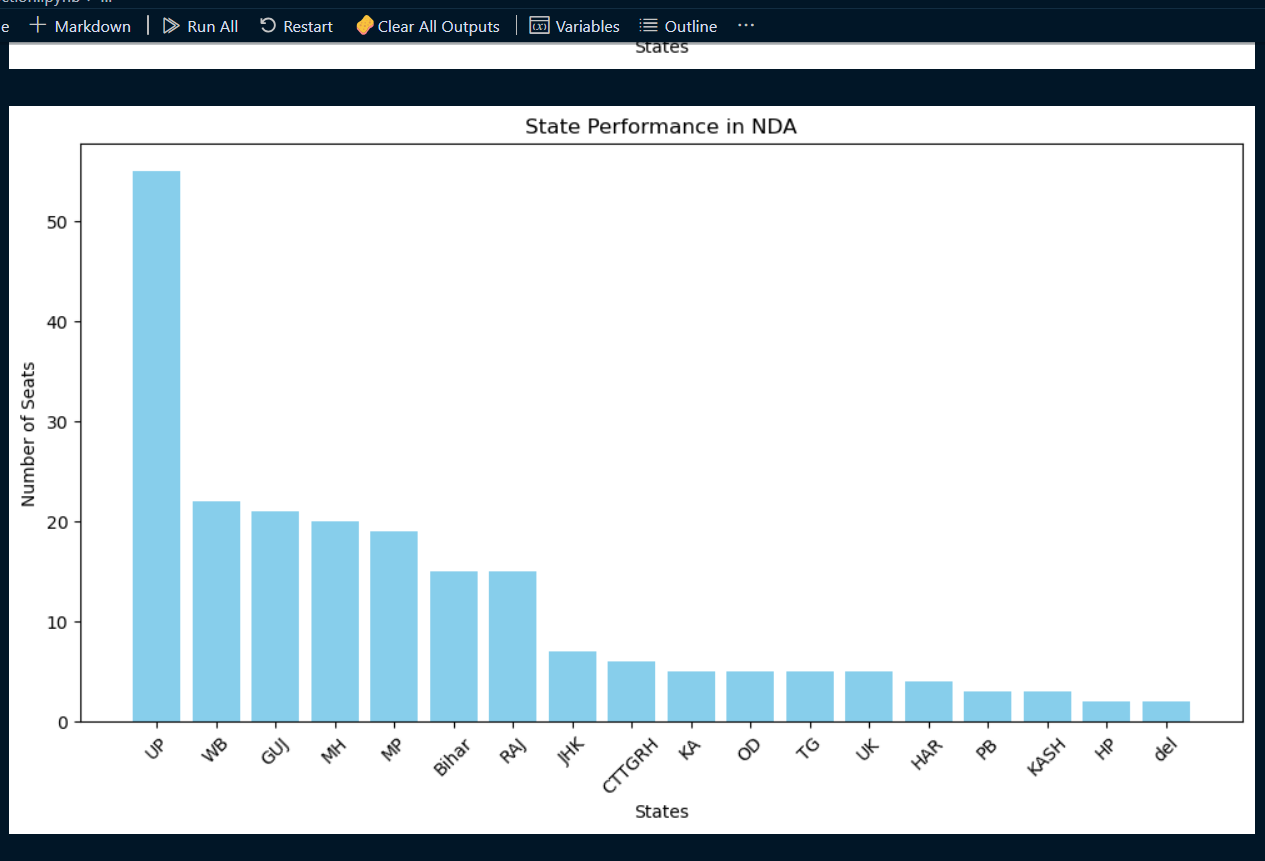 e + Markdown Run All Restart Clear All Outputs (x) Variables Outline ...
States
State Performance in NDA
50
40
30
20
10
0
Number of Seats
UP WB GUJ MH MP Bihar RAJ JHK CTTGRH KA OD TG UK HAR PB KASH HP del
States